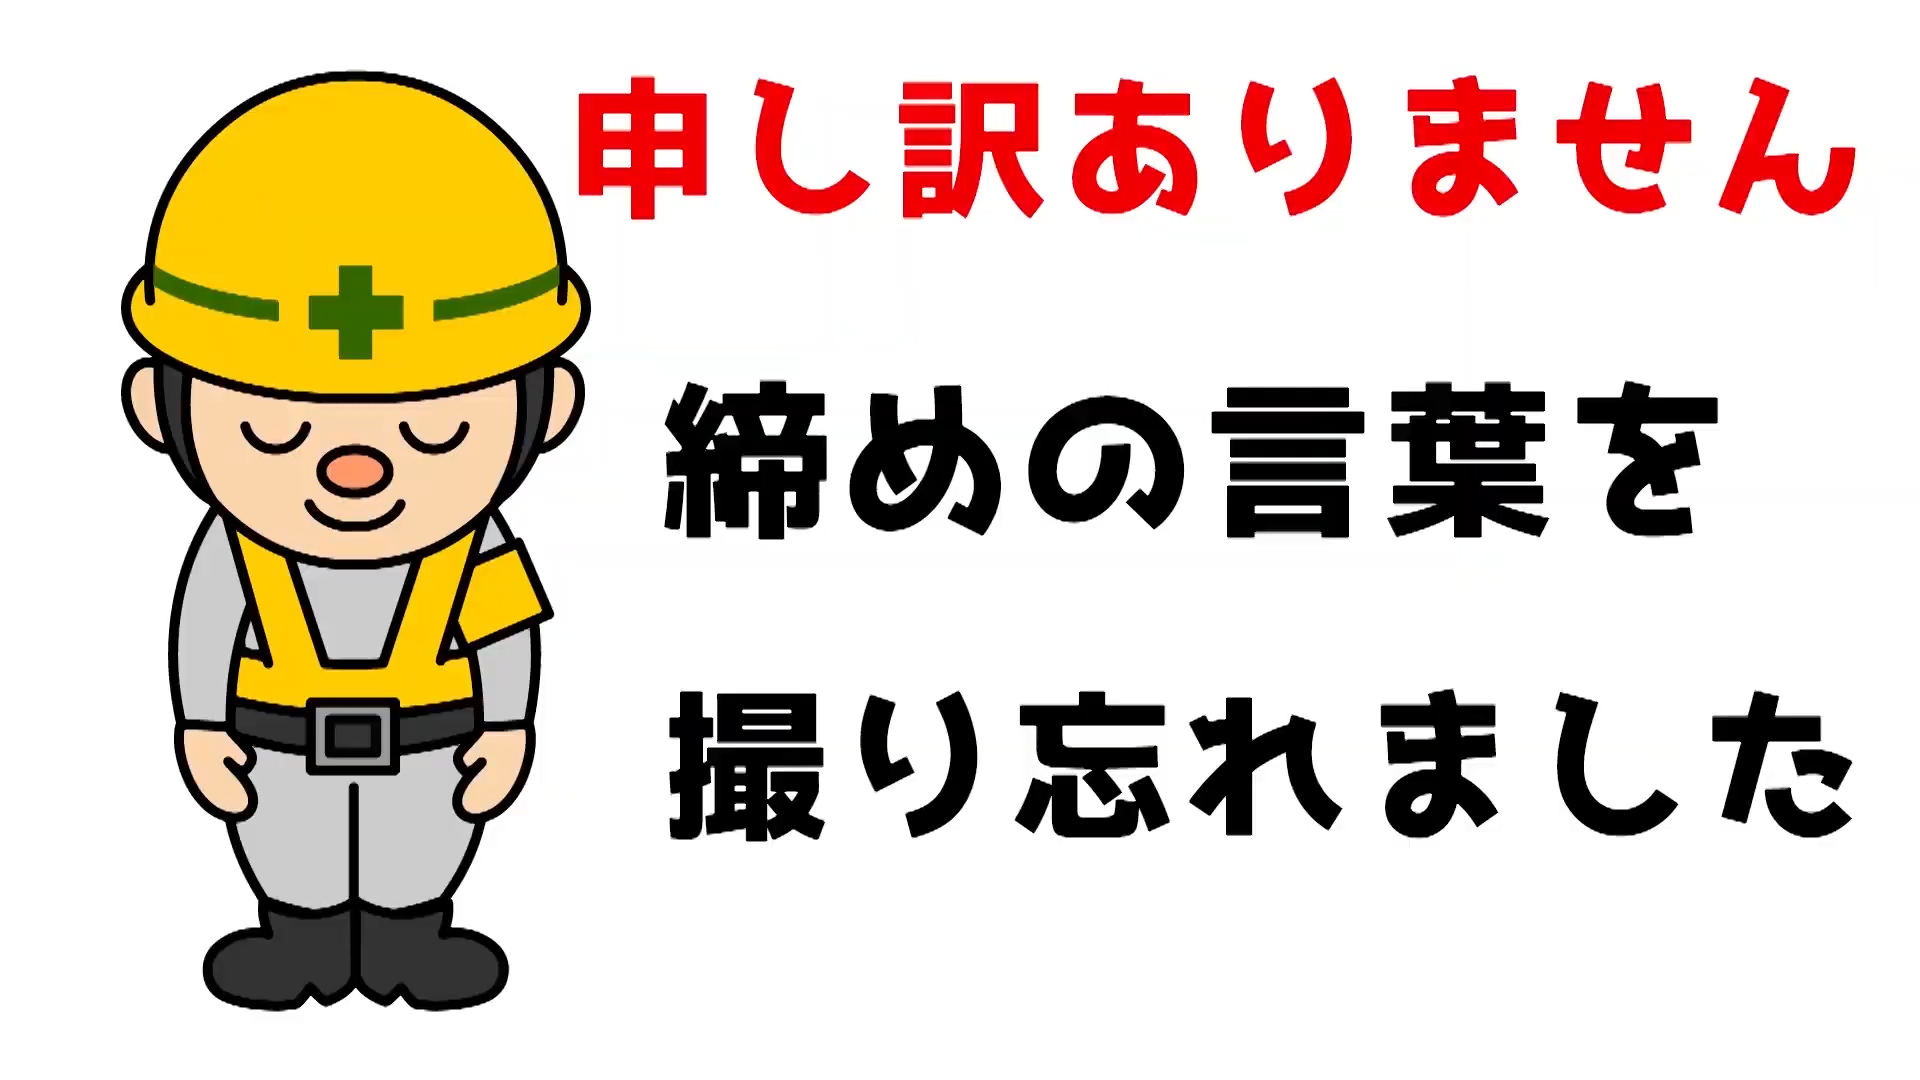 申し訳ありません
締めの言葉を
撮り忘れました